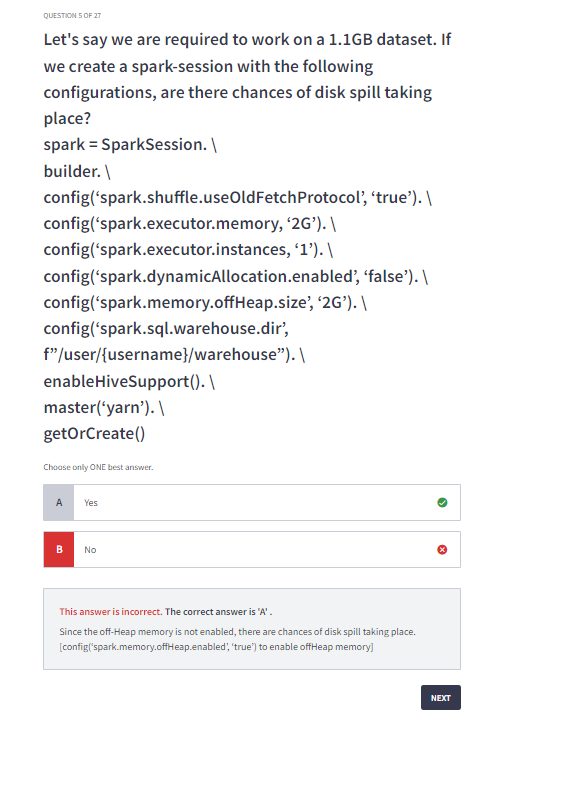 QUESTION 5 OF 27
Let's say we are required to work on a 1.1GB dataset. If
we create a spark-session with the following
configurations, are there chances of disk spill taking
place?
spark = SparkSession. \
builder. \
config(‘spark.shuffle.useOldFetchProtocol’, ‘true’). \
config(‘spark.executor.memory, ‘2G’). \
config(‘spark.executor.instances, ‘1’). \
config(‘spark.dynamicAllocation.enabled’, ‘false’). \
config(‘spark.memory.offHeap.size’, ‘2G’). \
config(‘spark.sql.warehouse.dir’,
f”/user/{username}/warehouse”). \
enableHiveSupport(). \
master(‘yarn’). \
getOrCreate()
Choose only ONE best answer.
A Yes
B No
This answer is incorrect. The correct answer is 'A' .
Since the off-Heap memory is not enabled, there are chances of disk spill taking place.
[config(‘spark.memory.offHeap.enabled’, ‘true’) to enable offHeap memory]
NEXT